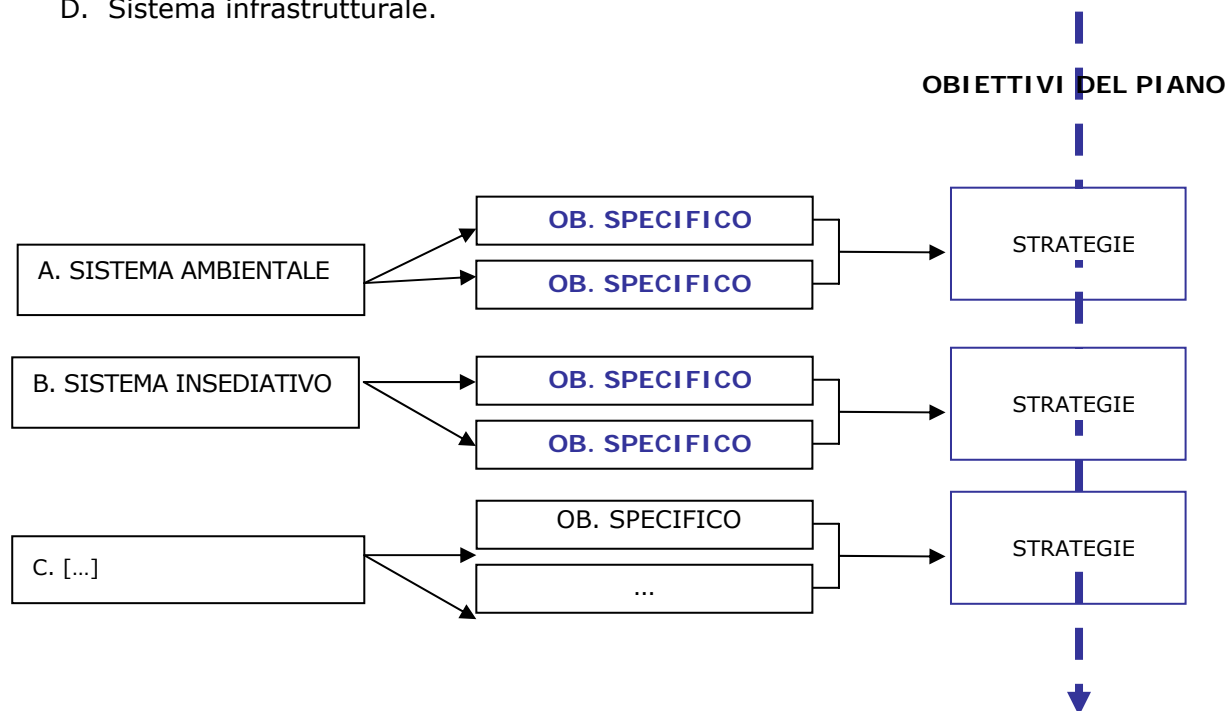 D. Sistema infrastrutturale.
OBIETTIVI DEL PIANO
OB. SPECIFICO
STRATEGIE
A. SISTEMA AMBIENTALE
OB. SPECIFICO
OB. SPECIFICO
B. SISTEMA INSEDIATIVO
STRATEGIE
OB. SPECIFICO
OB. SPECIFICO
STRATEGIE
C. [...]
...